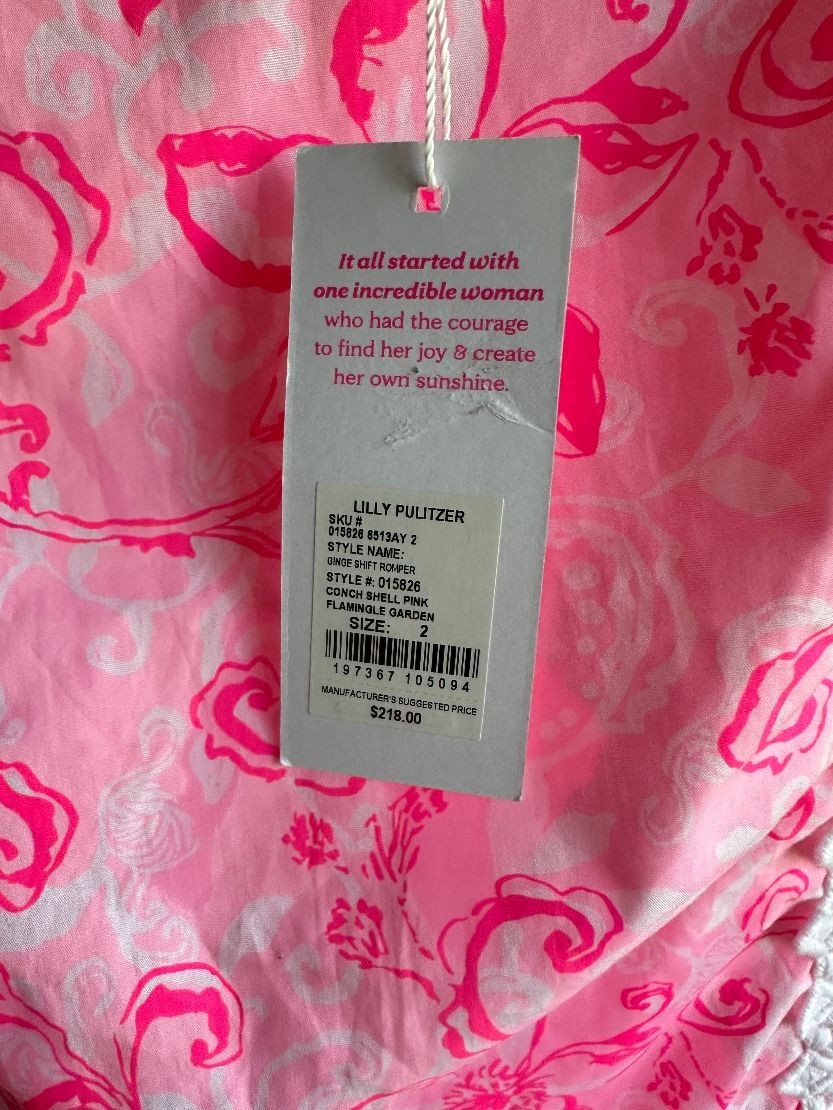 It all started with
one incredible woman
who had the courage
to find her joy & create
her own sunshine.
LILLY PULITZER
SKU #
015826 6513AY 2
STYLE NAME:
GINGE SHIFT ROMPER
STYLE #: 015826
CONCH SHELL PINK
FLAMINGLE GARDEN
SIZE: 2
197367 105094
MANUFACTURER'S SUGGESTED PRICE
$218.00